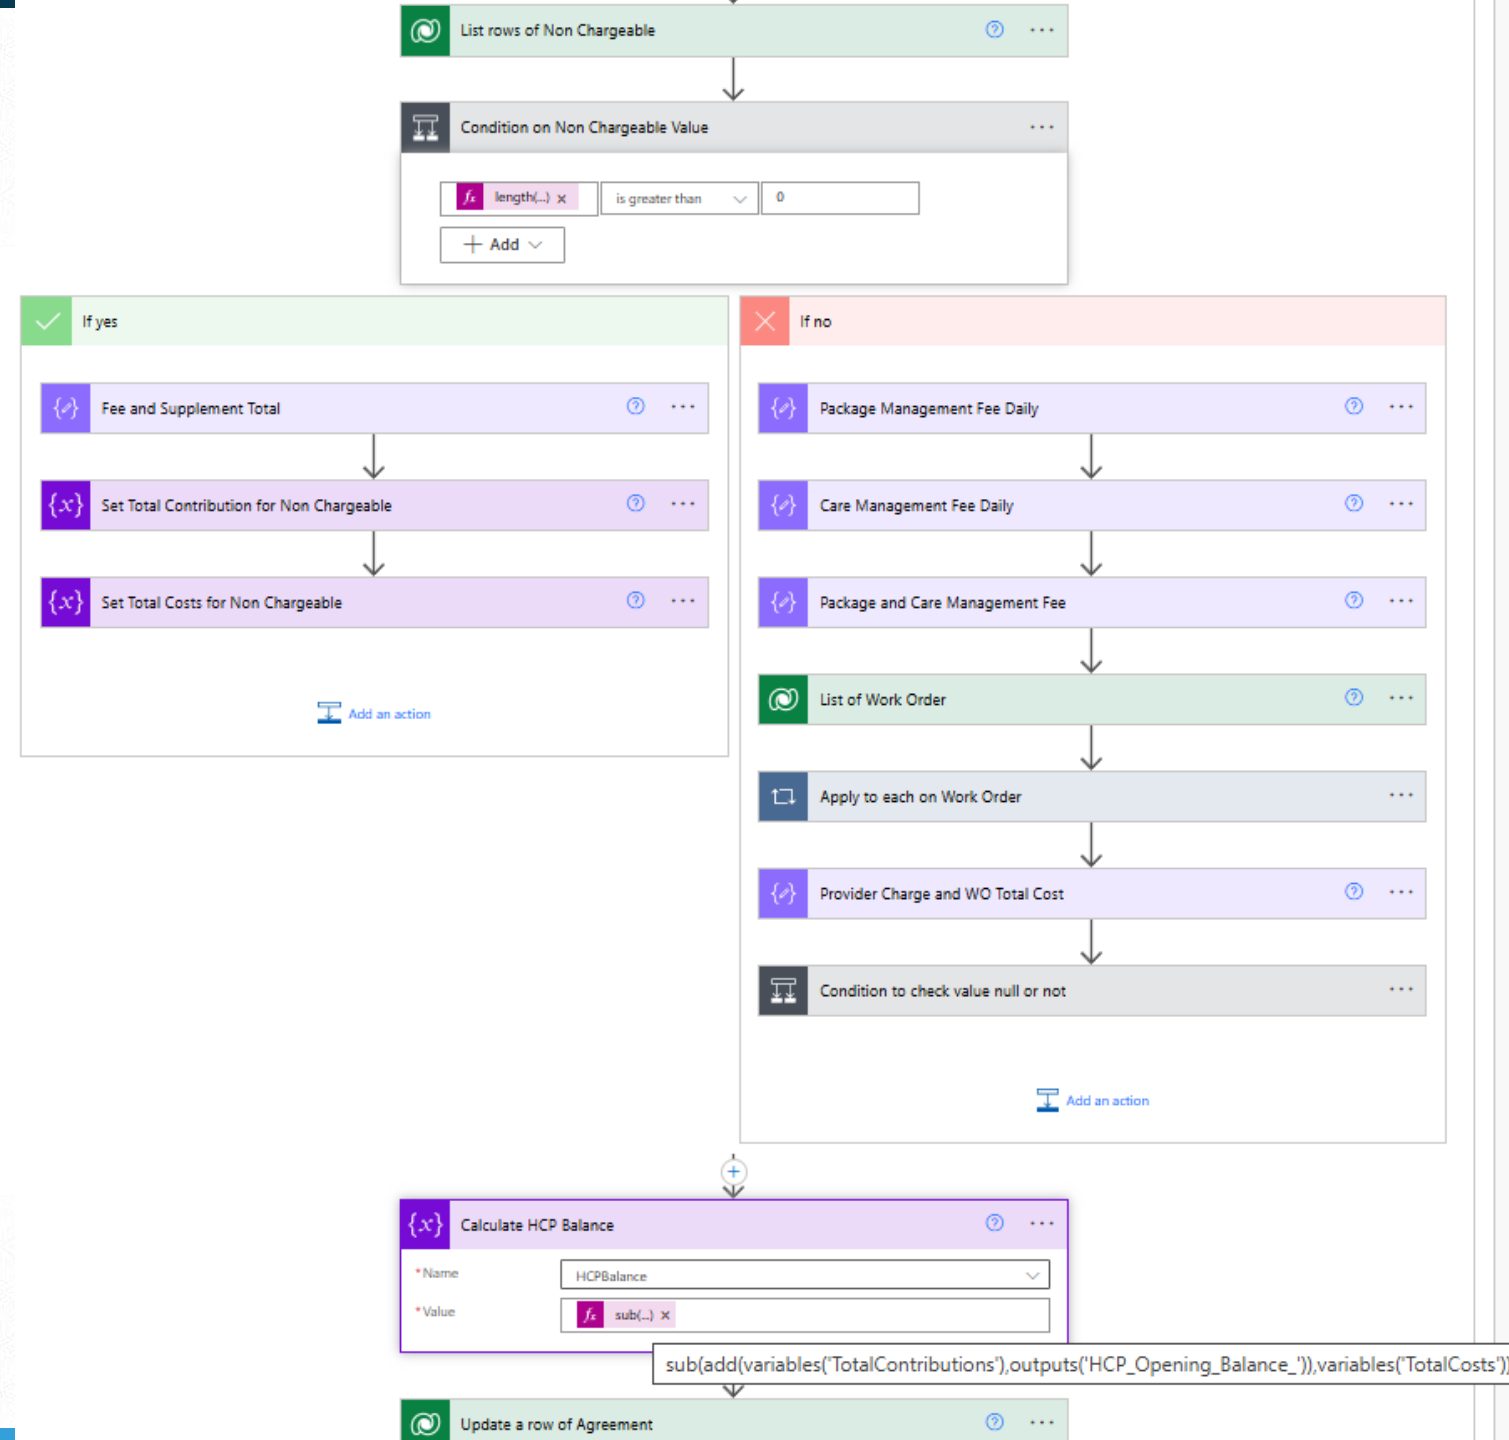 List rows of Non Chargeable
Condition on Non Chargeable Value
fx length(...) x is greater than 0
+ Add
If yes
Fee and Supplement Total
Set Total Contribution for Non Chargeable
Set Total Costs for Non Chargeable
Add an action
If no
Package Management Fee Daily
Care Management Fee Daily
Package and Care Management Fee
List of Work Order
Apply to each on Work Order
Provider Charge and WO Total Cost
Condition to check value null or not
Add an action
{x} Calculate HCP Balance
*Name HCPBalance
*Value fx sub(...) x
sub(add(variables('TotalContributions'),outputs('HCP_Opening_Balance_')),variables('TotalCosts'))
Update a row of Agreement